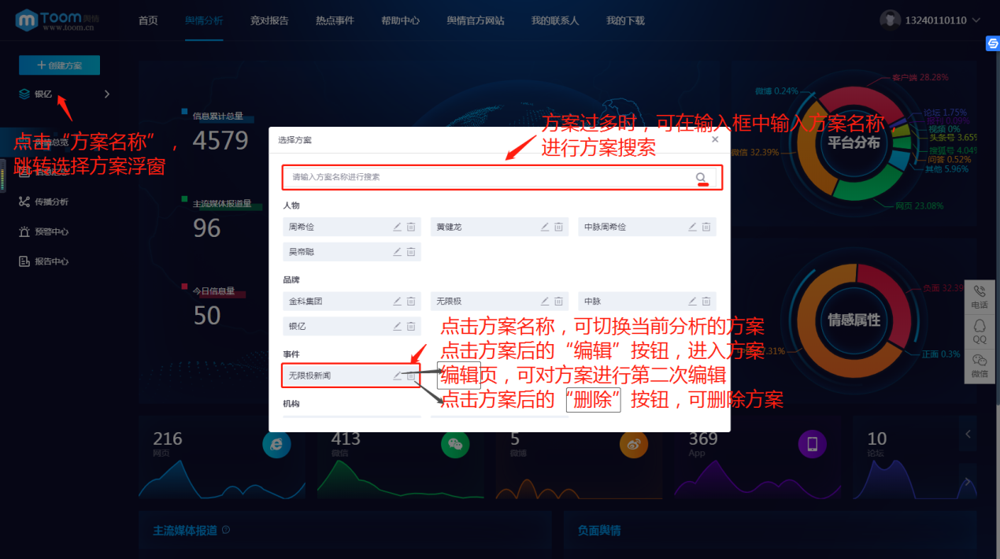 TOOM舆情
www.toom.cn
首页
舆情分析
竞对报告
热点事件
帮助中心
舆情官方网站
我的联系人
我的下载
13240110110
创建方案
银亿
点击“方案名称”，
跳转选择方案浮窗
传播分析
预警中心
报告中心
信息累计总量
4579
主流媒体报道量
96
今日信息量
50
方案过多时，可在输入框中输入方案名称，
进行方案搜索
选择方案
请输入方案名称进行搜索
人物
周希俭
黄健龙
中脉周希俭
吴帝聪
品牌
金科集团
无限极
中脉
银亿
事件
无限极新闻
机构
点击方案名称，可切换当前分析的方案
点击方案后的“编辑”按钮，进入方案
编辑页，可对方案进行第二次编辑
点击方案后的“删除”按钮，可删除方案
平台分布
客户端 28.28%
微博 0.24%
论坛 1.75%
报刊 0.09%
视频 0%
头条号 3.65%
搜狐号 4.04%
问答 0.52%
其他 5.96%
微信 32.39%
网页 23.08%
情感属性
负面 32.39
正面 0.3%
7.31%
电话
QQ
微信
216
网页
413
微信
5
微博
369
App
10
论坛
主流媒体报道
负面舆情